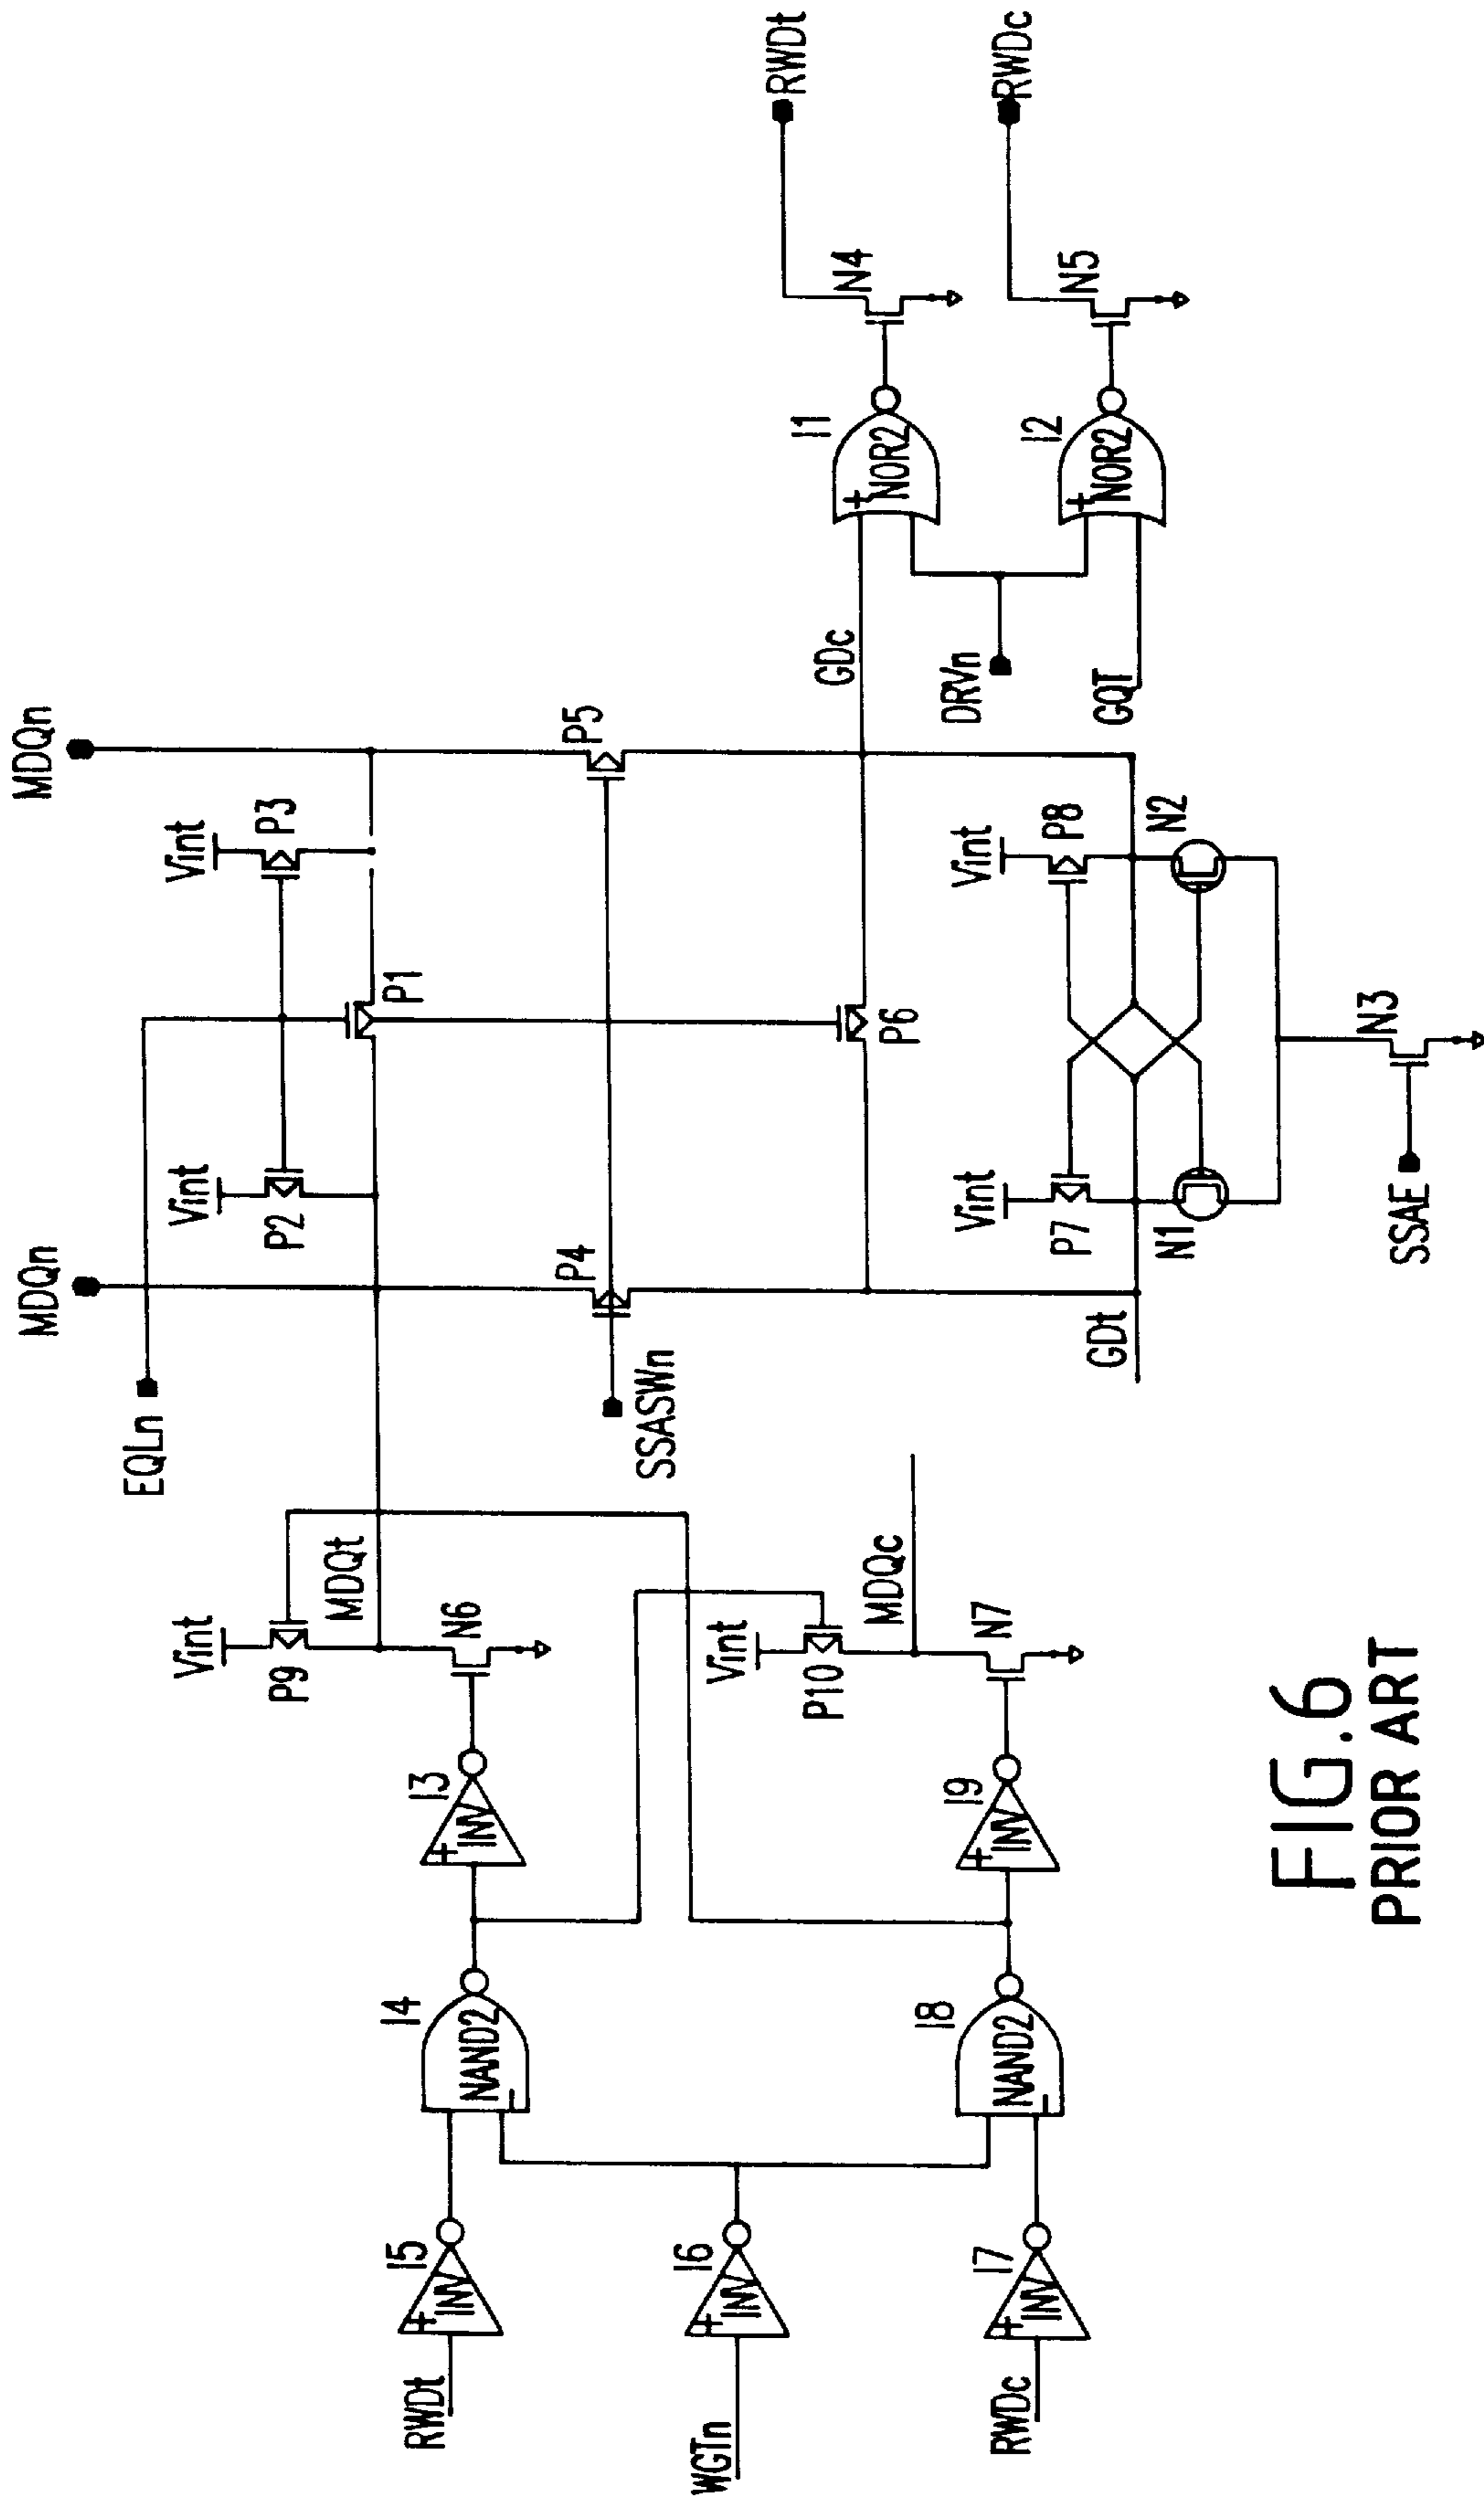 RWDt
WGTn
RWDc
I5
INV
+
I6
INV
+
I7
INV
+
I4
NAND2
I8
NAND2
I3
INV
+
I9
INV
+
Vint
P9
MDQt
N6
Vint
P10
MDQc
N7
EQLn
MDQn
SSASWn
Vint
P2
P4
GDt
Vint
P7
N1
SSAE
N3
P1
P6
Vint
P3
MDQn
P5
Vint
P8
N2
GDc
DRVn
GQT
I1
NOR2
+
I2
NOR2
+
N4
N5
RWDt
RWDc
FIG.6
PRIOR ART